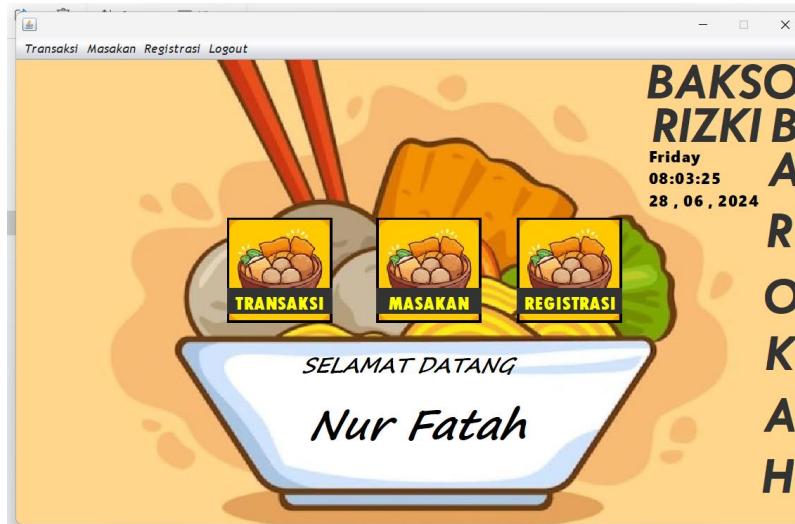 Transaksi Masakan Registrasi Logout
BAKSO
RIZKI B
A
R
O
K
A
H
Friday
08:03:25
28 , 06 , 2024
TRANSAKSI
MASAKAN
REGISTRASI
SELAMAT DATANG
Nur Fatah